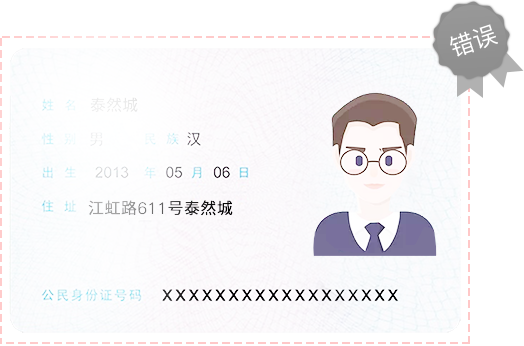 错误
姓 名 泰然城
性 别 男 民 族 汉
出 生 2013 年 05 月 06 日
住 址 江虹路611号泰然城
公民身份证号码 XXXXXXXXXXXXXXXXXX